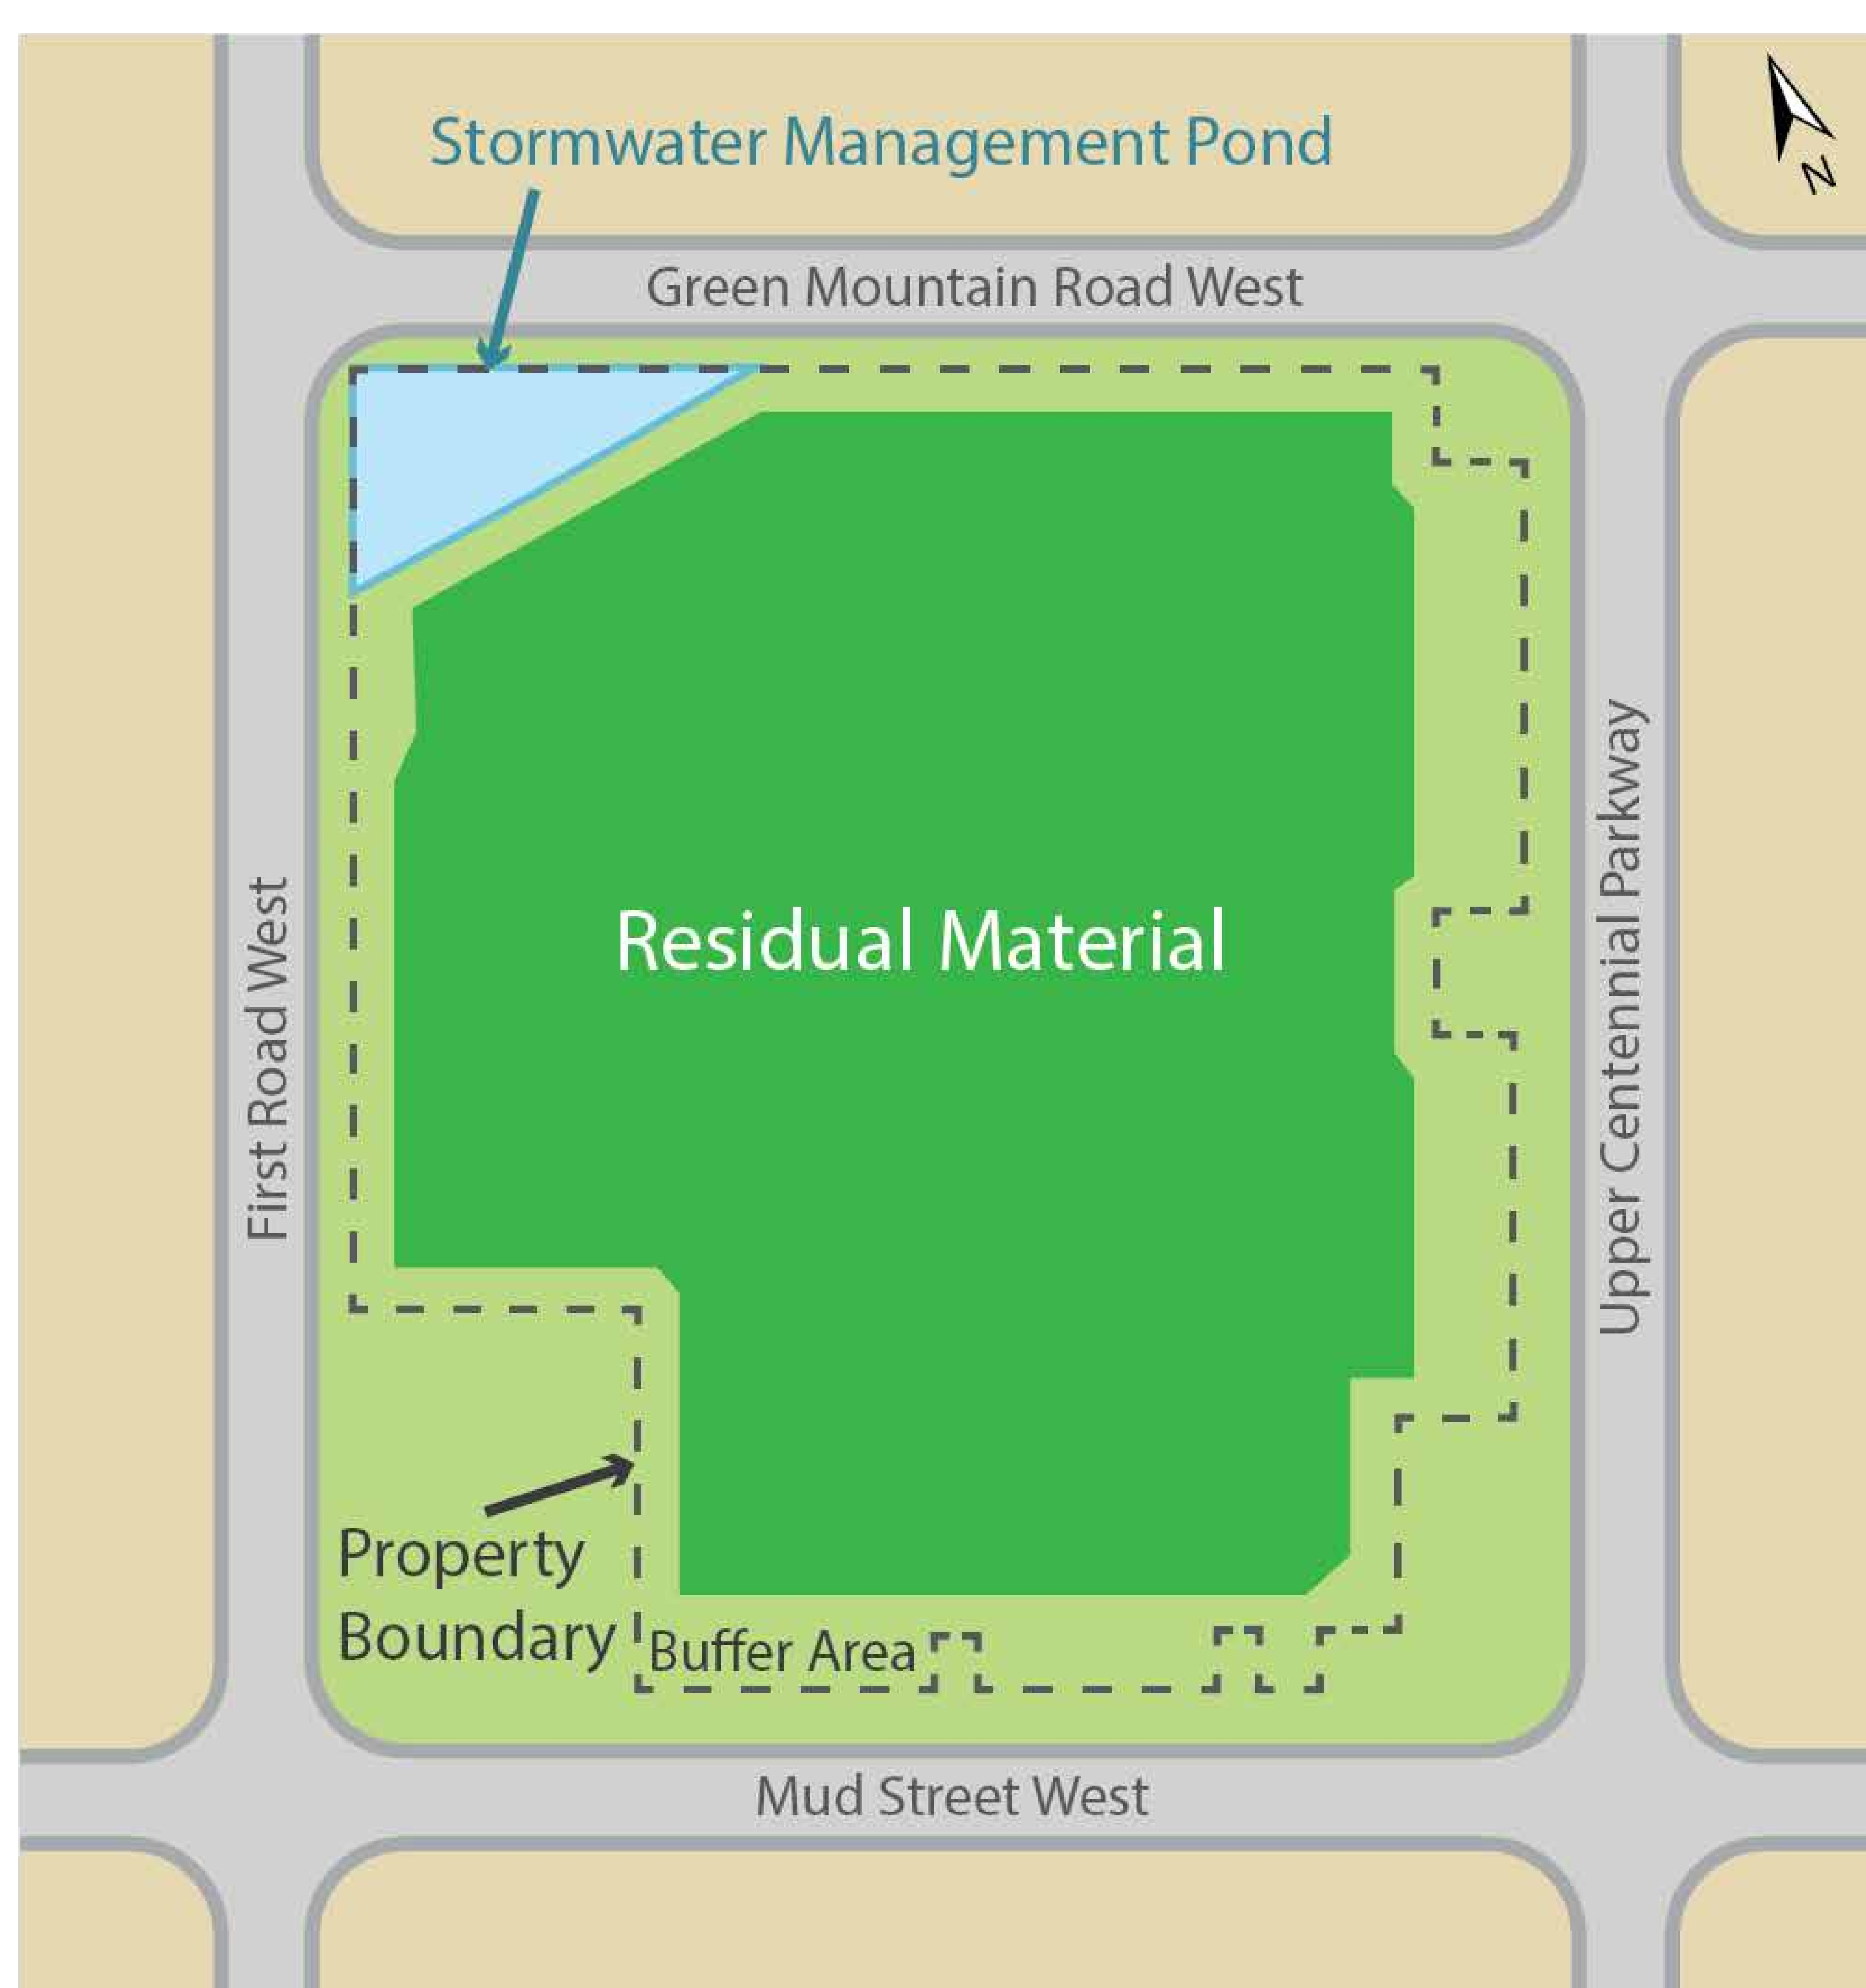 Stormwater Management Pond
N
Green Mountain Road West
First Road West
Residual Material
Upper Centennial Parkway
Property
Boundary
Buffer Area
Mud Street West